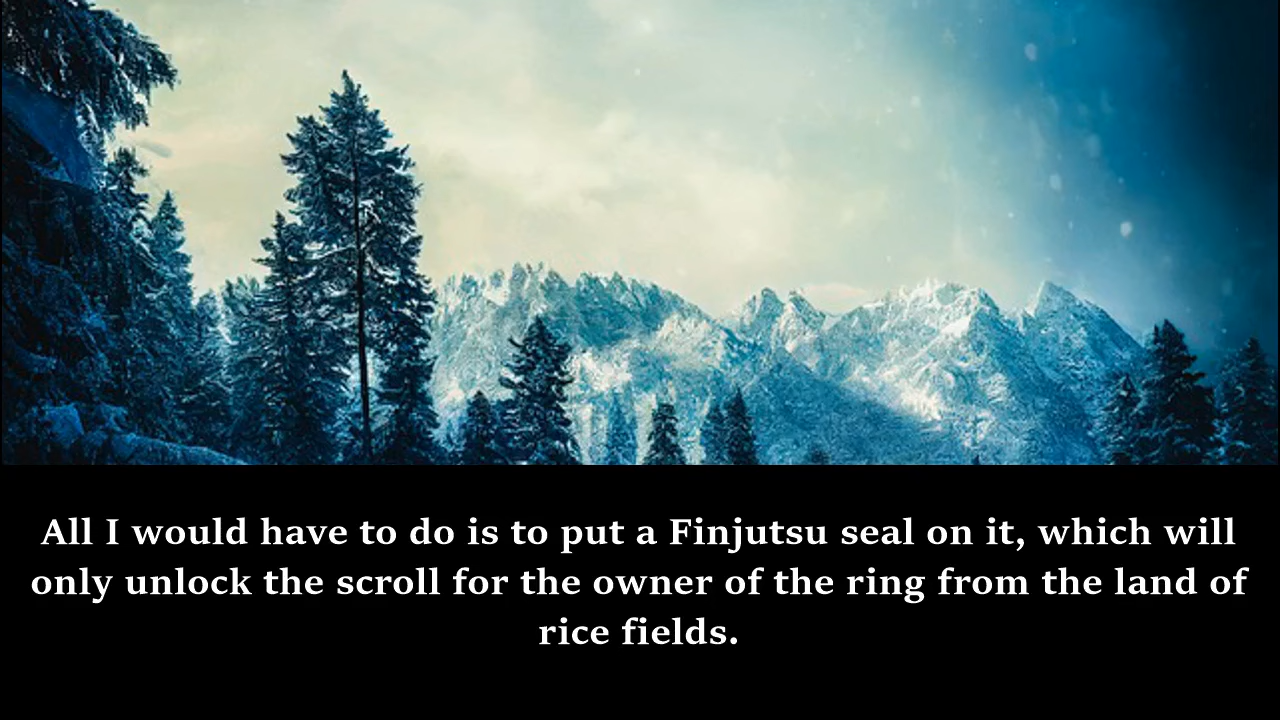 All I would have to do is to put a Finjutsu seal on it, which will
only unlock the scroll for the owner of the ring from the land of
rice fields.